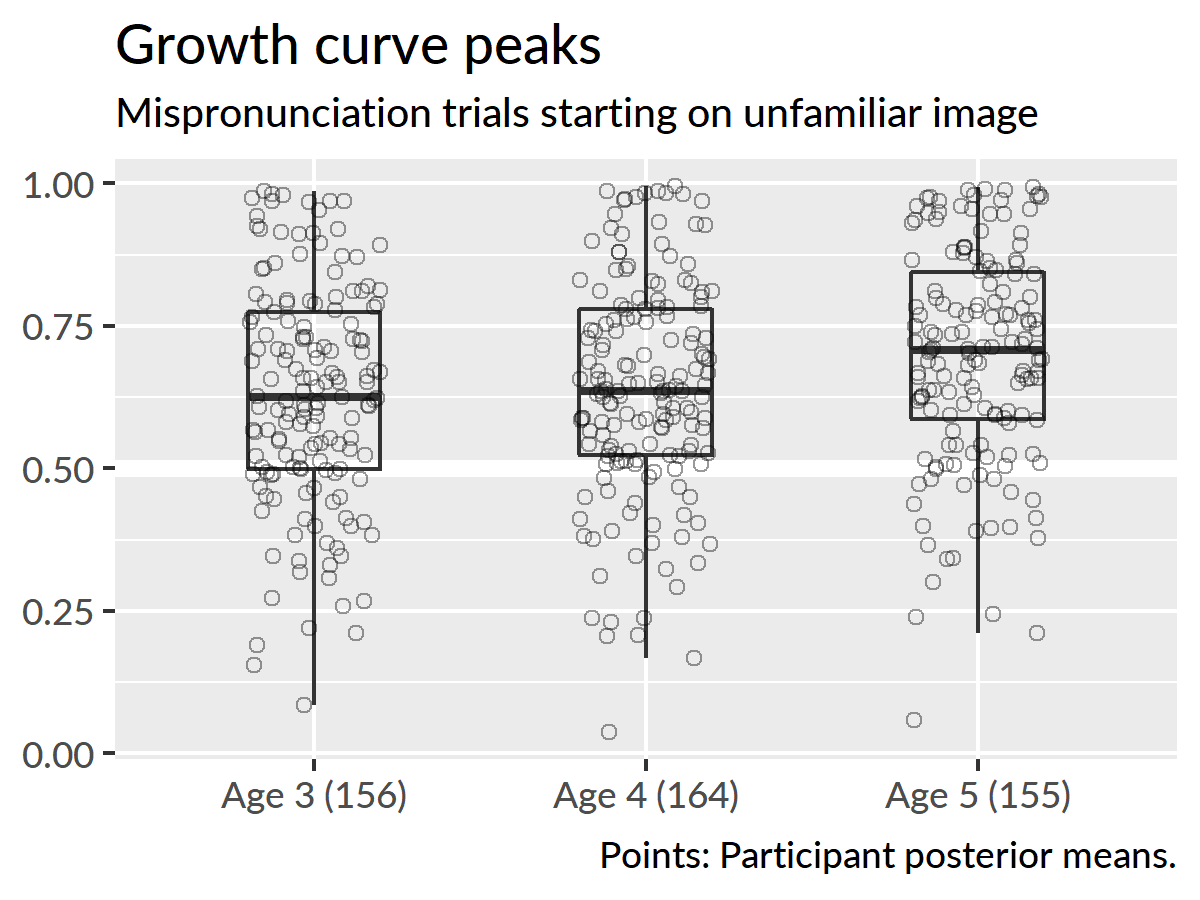 Growth curve peaks
Mispronunciation trials starting on unfamiliar image
1.00
0.75
0.50
0.25
0.00
Age 3 (156) Age 4 (164) Age 5 (155)
Points: Participant posterior means.